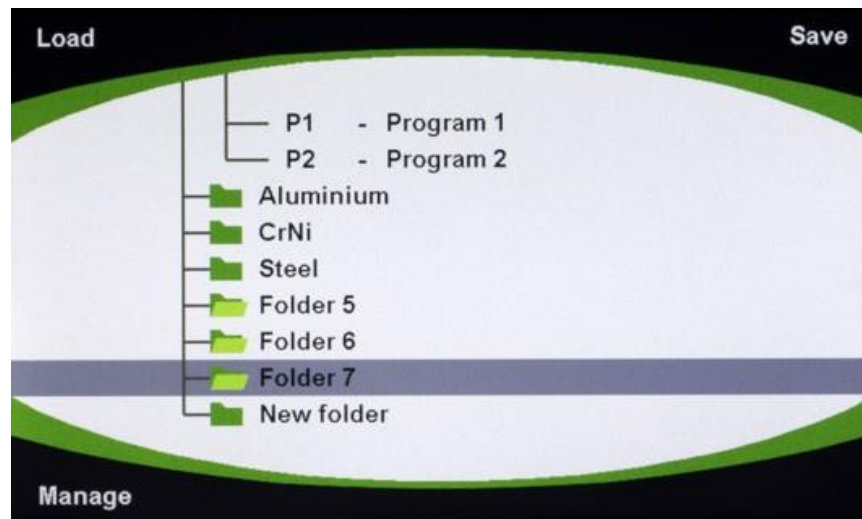 Load
Save
P1 - Program 1
P2 - Program 2
Aluminium
CrNi
Steel
Folder 5
Folder 6
Folder 7
New folder
Manage